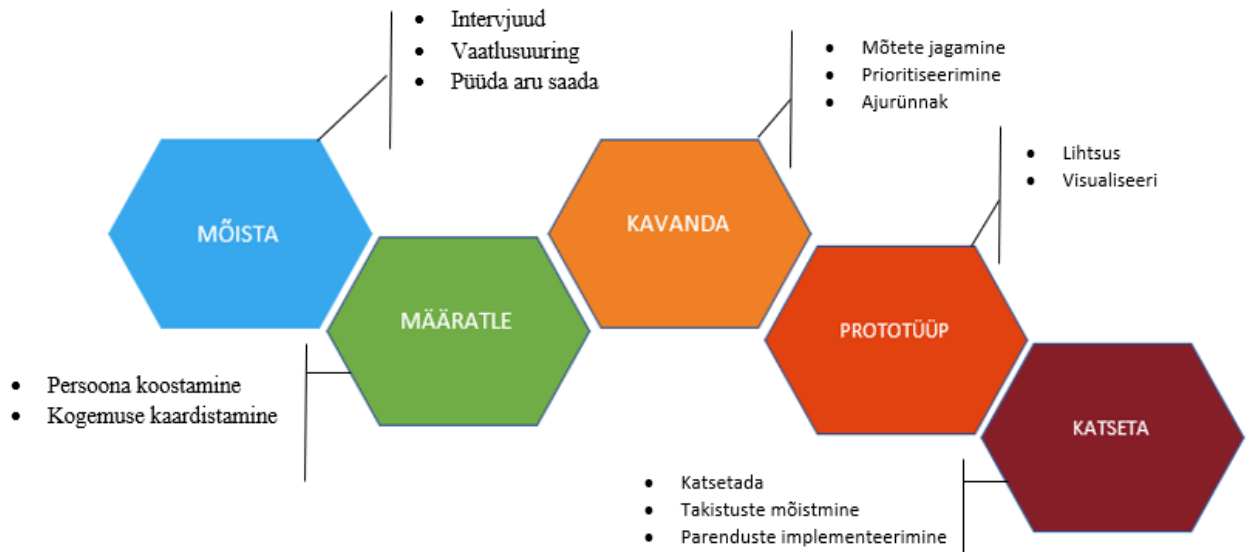 • Intervjuud
• Vaatlusuuring
• Püüda aru saada
MÕISTA
• Persoona koostamine
• Kogemuse kaardistamine
MÄÄRATLE
• Mõtete jagamine
• Prioritiseerimine
• Ajurünnak
KAVANDA
• Lihtsus
• Visualiseeri
PROTOTÜÜP
• Katsetada
• Takistuste mõistmine
• Parenduste implementeerimine
KATSETA